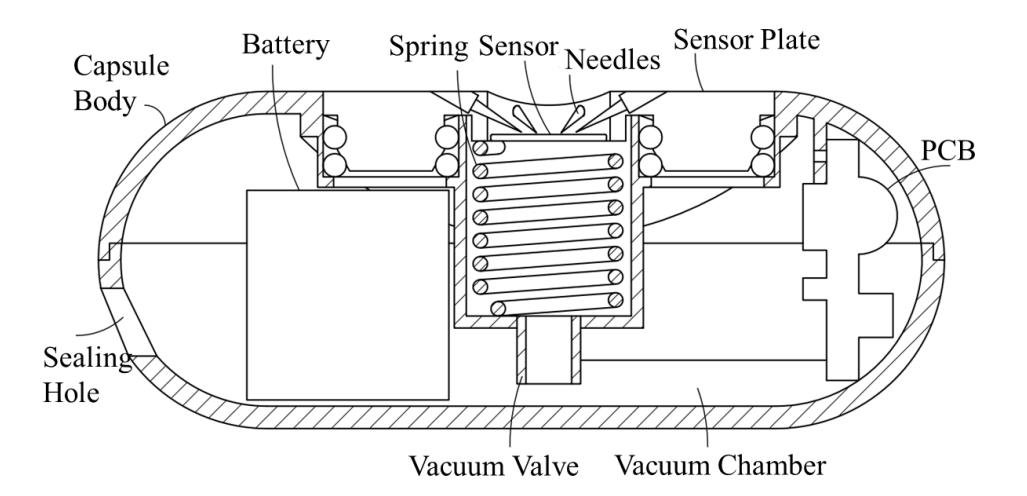 Battery
Spring
Sensor
Needles
Sensor Plate
Capsule
Body
PCB
Sealing
Hole
Vacuum Valve
Vacuum Chamber